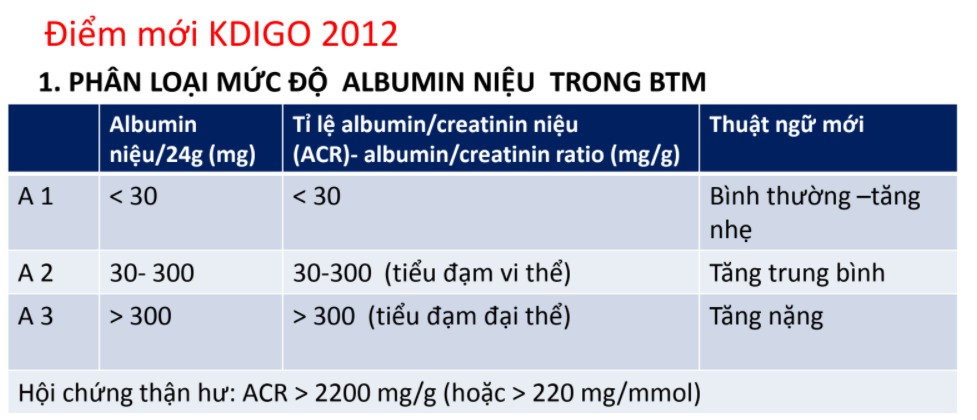 Điểm mới KDIGO 2012
1. PHÂN LOẠI MỨC ĐỘ ALBUMIN NIỆU TRONG BTM
Albumin niệu/24g (mg)
Tỉ lệ albumin/creatinin niệu (ACR)- albumin/creatinin ratio (mg/g)
Thuật ngữ mới
A 1 < 30 < 30 Bình thường –tăng nhẹ
A 2 30- 300 30-300 (tiểu đạm vi thể) Tăng trung bình
A 3 > 300 > 300 (tiểu đạm đại thể) Tăng nặng
Hội chứng thận hư: ACR > 2200 mg/g (hoặc > 220 mg/mmol)